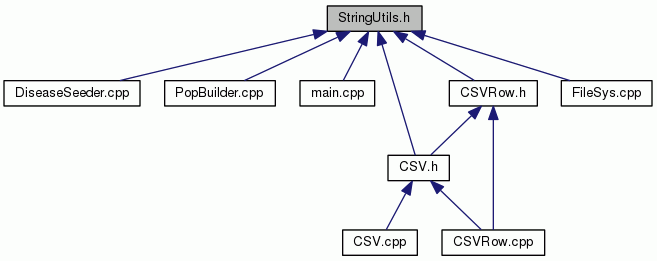 StringUtils.h
DiseaseSeeder.cpp
PopBuilder.cpp
main.cpp
CSVRow.h
FileSys.cpp
CSV.h
CSV.cpp
CSVRow.cpp